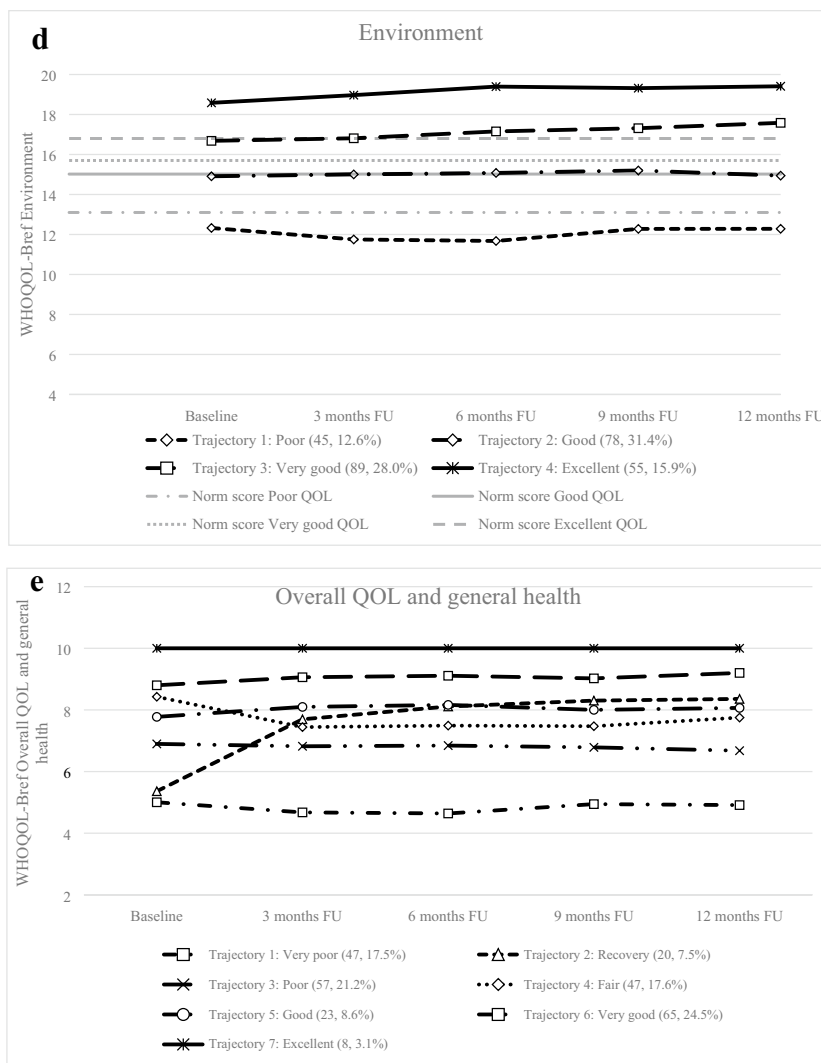 d
Environment
WHOQOL-Bref Environment
20
18
16
14
12
10
8
6
4
Baseline 3 months FU 6 months FU 9 months FU 12 months FU
Trajectory 1: Poor (45, 12.6%) Trajectory 2: Good (78, 31.4%)
Trajectory 3: Very good (89, 28.0%) Trajectory 4: Excellent (55, 15.9%)
Norm score Poor QOL Norm score Good QOL
Norm score Very good QOL Norm score Excellent QOL
e
Overall QOL and general health
WHOQOL-Bref Overall QOL and general
health
12
10
8
6
4
2
Baseline 3 months FU 6 months FU 9 months FU 12 months FU
Trajectory 1: Very poor (47, 17.5%) Trajectory 2: Recovery (20, 7.5%)
Trajectory 3: Poor (57, 21.2%) Trajectory 4: Fair (47, 17.6%)
Trajectory 5: Good (23, 8.6%) Trajectory 6: Very good (65, 24.5%)
Trajectory 7: Excellent (8, 3.1%)